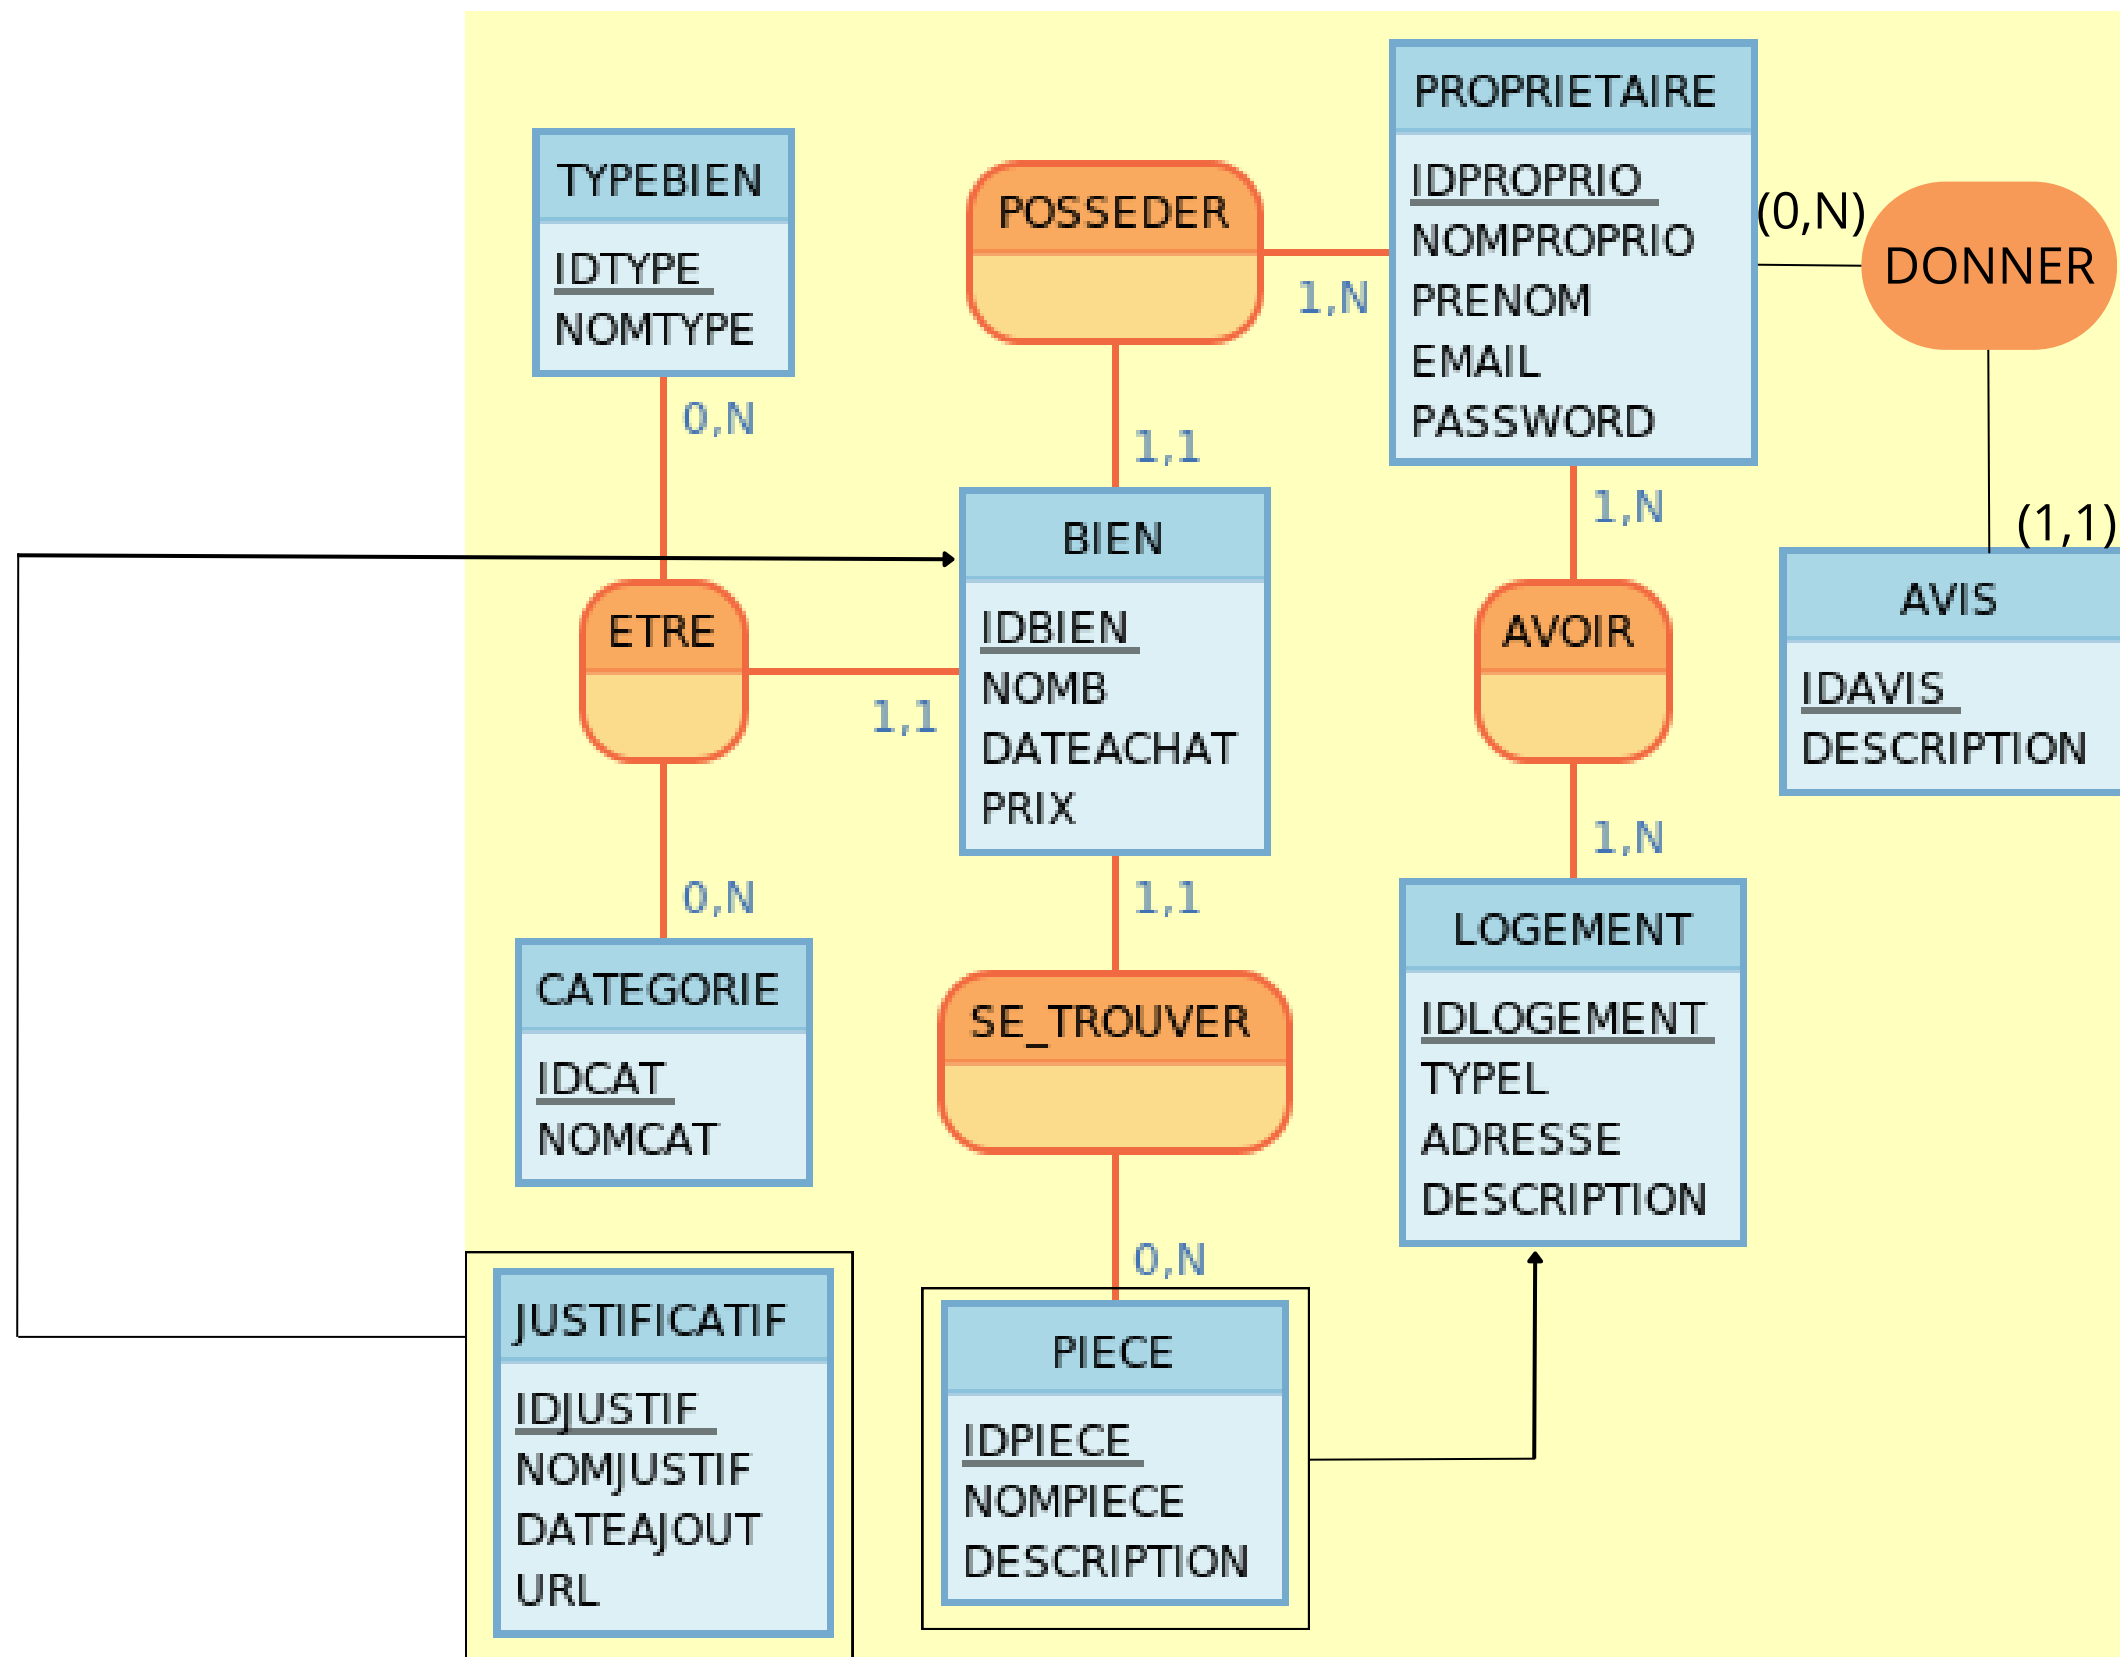 PROPRIETAIRE
IDPROPRIO
NOMPROPRIO
PRENOM
EMAIL
PASSWORD
(0,N)
DONNER
(1,1)
TYPEBIEN
IDTYPE
NOMTYPE
0,N
POSSEDER
1,N
1,1
BIEN
IDBIEN
NOMB
DATEACHAT
PRIX
1,N
AVOIR
1,N
AVIS
IDAVIS
DESCRIPTION
ETRE
1,1
0,N
CATEGORIE
IDCAT
NOMCAT
1,1
SE_TROUVER
0,N
LOGEMENT
IDLOGEMENT
TYPEL
ADRESSE
DESCRIPTION
JUSTIFICATIF
IDJUSTIF
NOMJUSTIF
DATEAJOUT
URL
PIECE
IDPIECE
NOMPIECE
DESCRIPTION